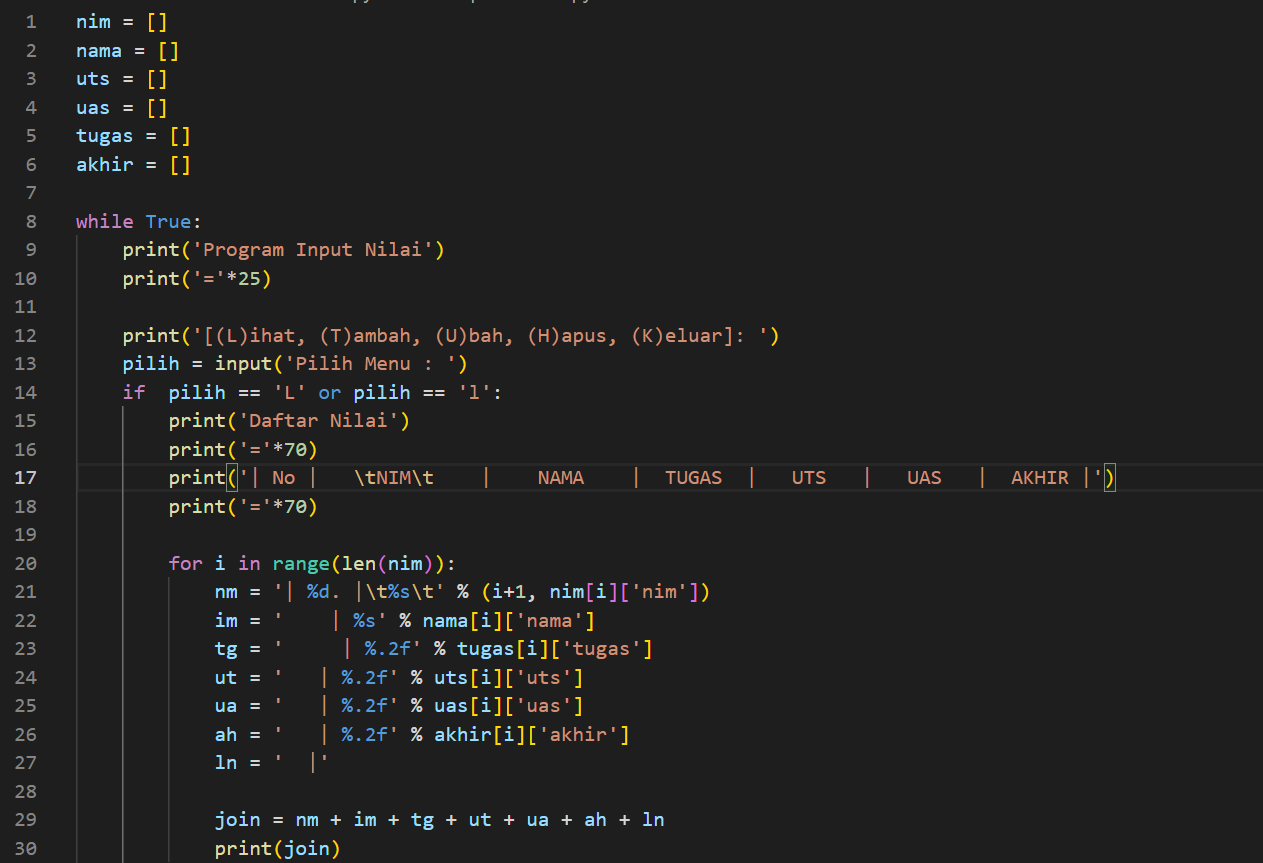 1 nim = []
2 nama = []
3 uts = []
4 uas = []
5 tugas = []
6 akhir = []
7
8 while True:
9     print('Program Input Nilai')
10     print('='*25)
11
12     print('[(L)ihat, (T)ambah, (U)bah, (H)apus, (K)eluar]: ')
13     pilih = input('Pilih Menu : ')
14     if  pilih == 'L' or pilih == 'l':
15         print('Daftar Nilai')
16         print('='*70)
17         print('| No |   \tNIM\t    |    NAMA    |  TUGAS  |   UTS   |   UAS   |  AKHIR |')
18         print('='*70)
19
20         for i in range(len(nim)):
21             nm = '| %d. |\t%s\t' % (i+1, nim[i]['nim'])
22             im = '    | %s' % nama[i]['nama']
23             tg = '     | %.2f' % tugas[i]['tugas']
24             ut = '   | %.2f' % uts[i]['uts']
25             ua = '   | %.2f' % uas[i]['uas']
26             ah = '   | %.2f' % akhir[i]['akhir']
27             ln = '  |'
28
29             join = nm + im + tg + ut + ua + ah + ln
30             print(join)